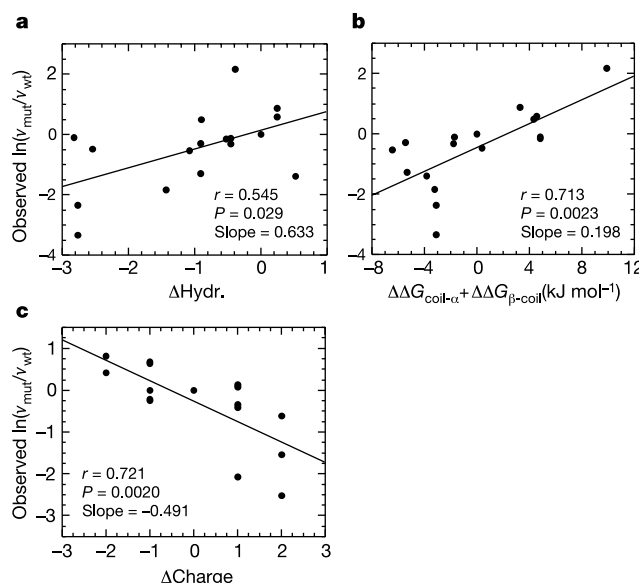 a
Observed ln(νmut/νwt)
2
0
−2
−4
−3
−2
−1
0
1
r = 0.545
P = 0.029
Slope = 0.633
ΔHydr.
b
2
0
−2
−4
−8
−4
0
4
8
12
r = 0.713
P = 0.0023
Slope = 0.198
ΔΔGcoil-α + ΔΔGβ-coil(kJ mol−1)
c
Observed ln(νmut/νwt)
1
0
−1
−2
−3
−3
−2
−1
0
1
2
3
r = 0.721
P = 0.0020
Slope = −0.491
ΔCharge